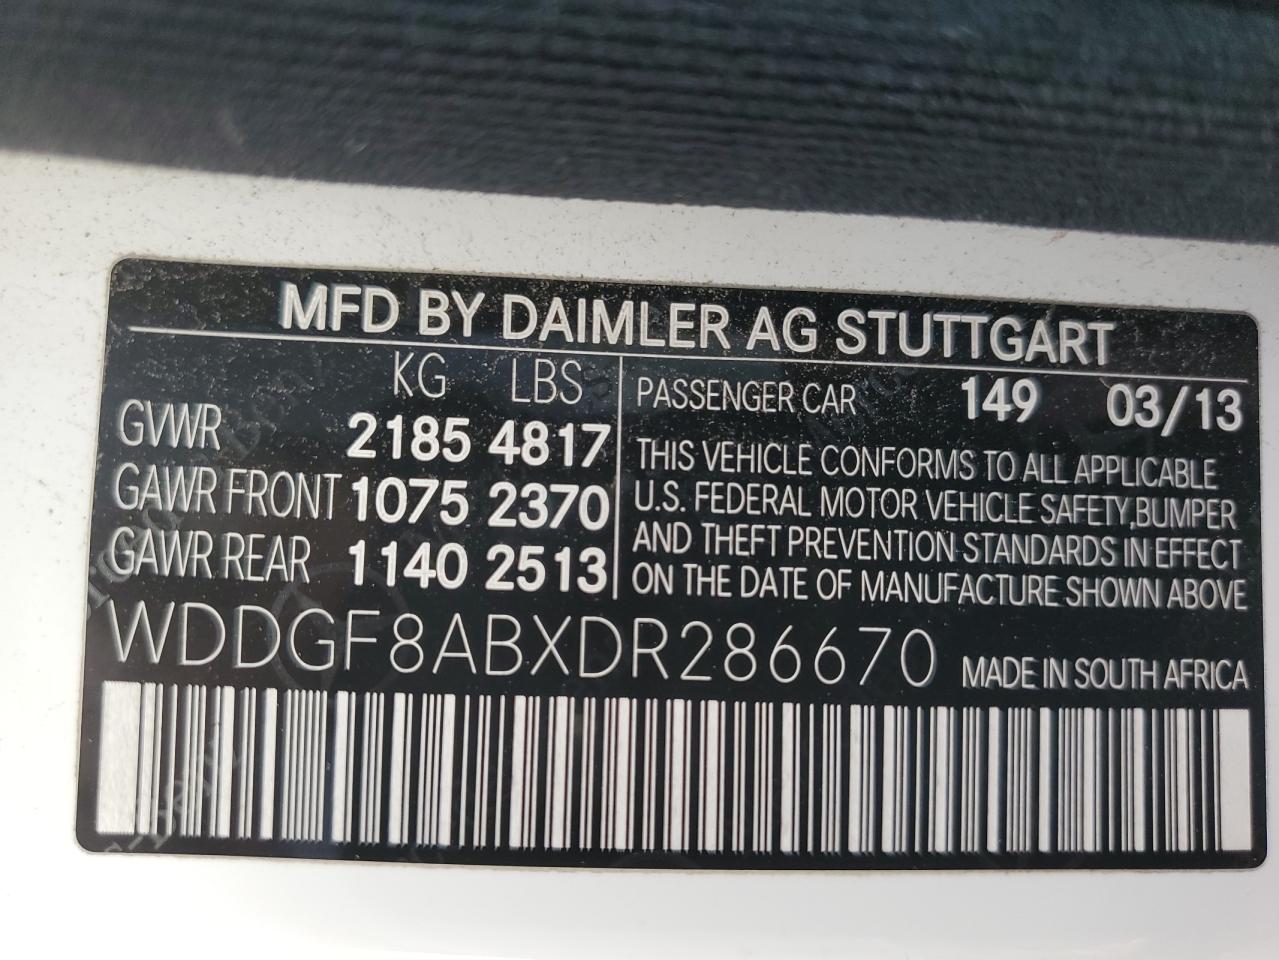 MFD BY DAIMLER AG STUTTGART
KG LBS
GVWR 2185 4817
GAWR FRONT 1075 2370
GAWR REAR 1140 2513
PASSENGER CAR 149 03/13
THIS VEHICLE CONFORMS TO ALL APPLICABLE
U.S. FEDERAL MOTOR VEHICLE SAFETY,BUMPER
AND THEFT PREVENTION STANDARDS IN EFFECT
ON THE DATE OF MANUFACTURE SHOWN ABOVE
WDDGF8ABXDR286670 MADE IN SOUTH AFRICA